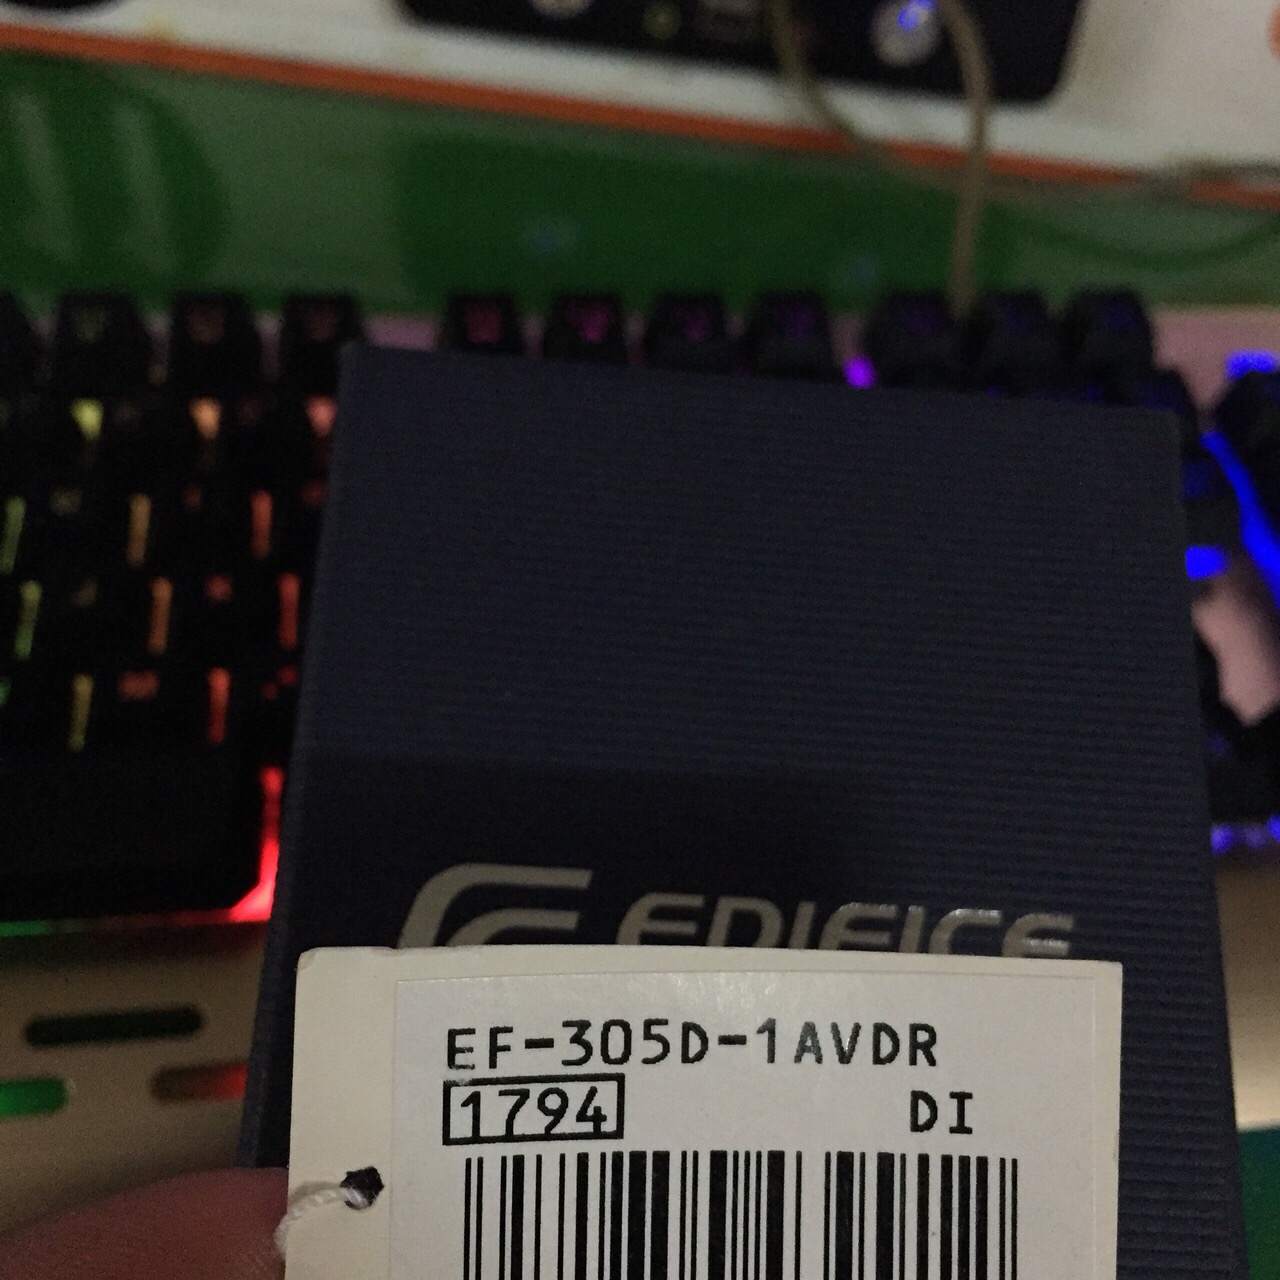 EDIFICE
EF-305D-1AVDR
1794 DI